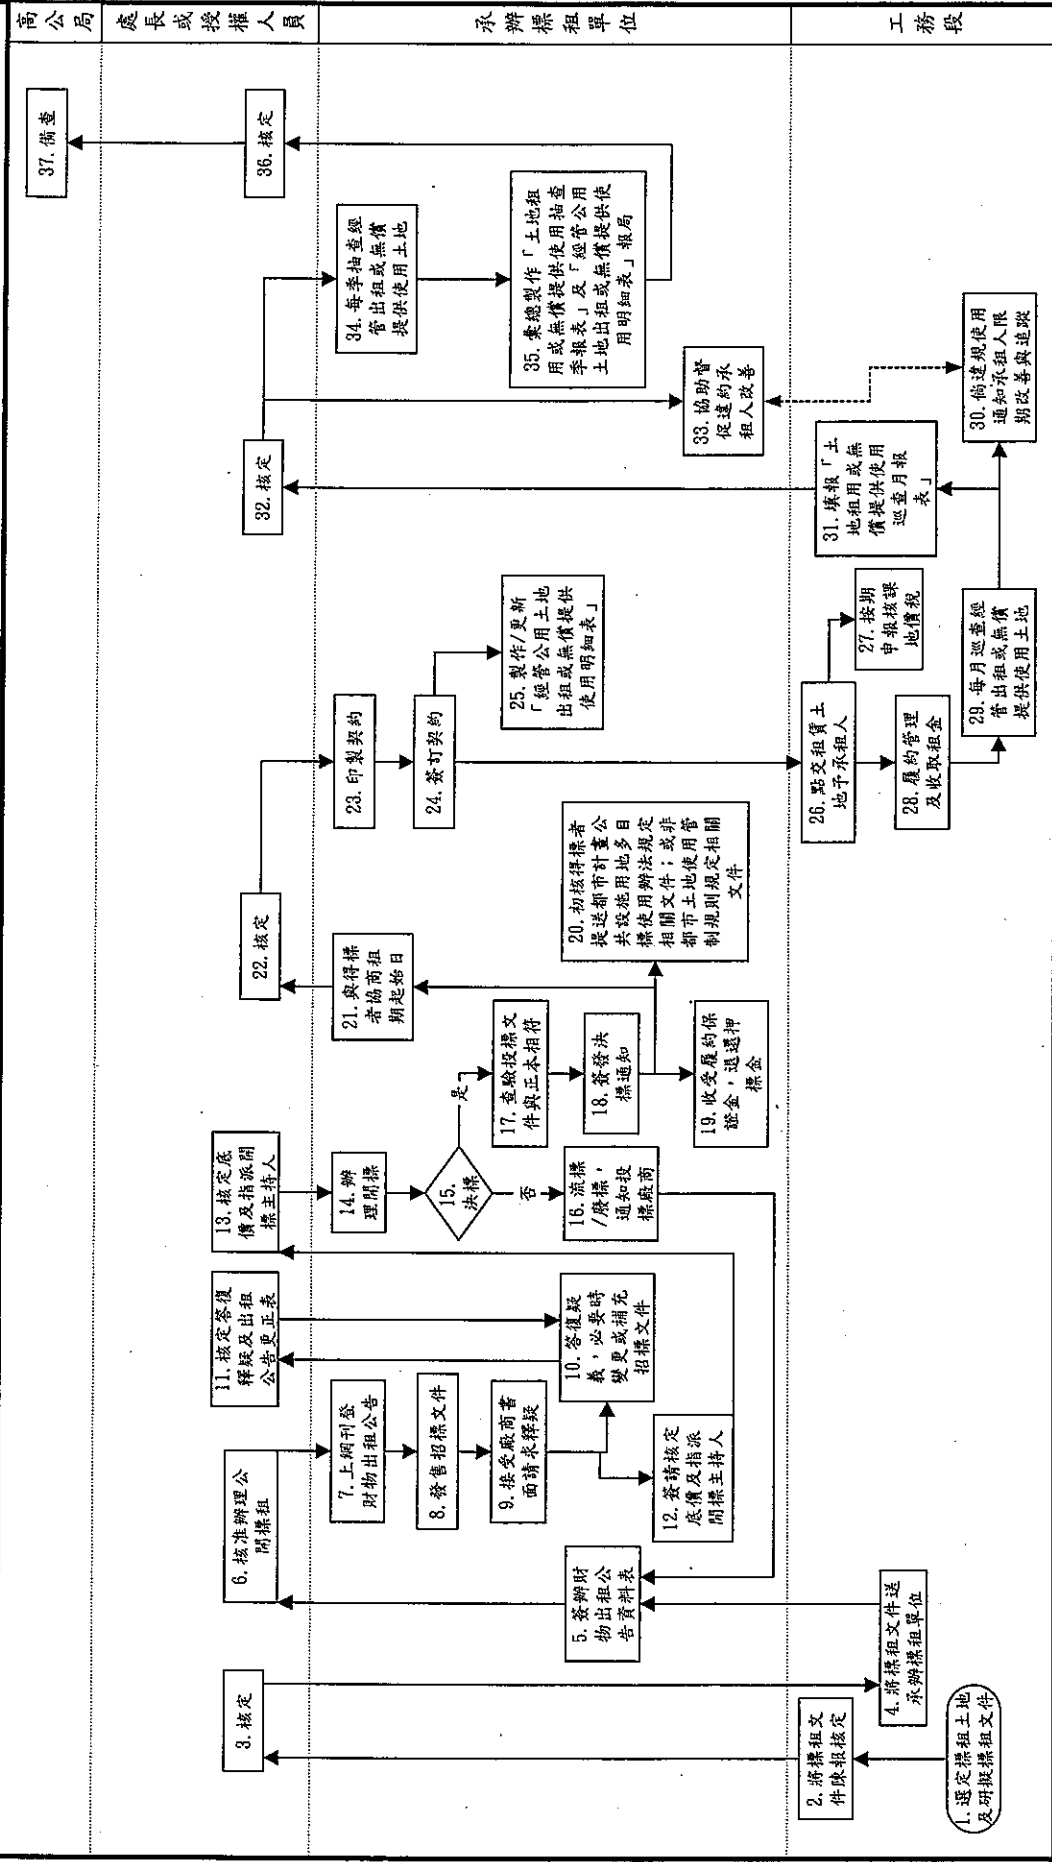 高公局
處長或授權人員
承辦標租單位
工務段
1. 選定標租土地
及研擬標租文件
2. 將標租文
件陳報核定
3. 核定
4. 將標租文件送
承辦標租單位
5. 簽辦財
物出租公
告資料表
6. 核准辦理公
開標租
7. 上網刊登
財物出租公告
8. 發售招標文件
9. 接受廠商書
面請求釋疑
10. 答復疑
義，必要時
變更或補充
招標文件
11. 核定答復
釋疑及出租
公告更正表
12. 簽請核定
底價及指派
開標主持人
13. 核定底
價及指派開
標主持人
14. 辦
理開標
15.
決標
是
否
16. 流標
/廢標，
通知投
標廠商
17. 查驗投標文
件與正本相符
18. 簽發決
標通知
19. 收受履約保
證金，退還押
標金
20. 初核得標者
提送都市計畫公
共設施用地多目
標使用辦法規定
相關文件；或非
都市土地使用管
制規則規定相關
文件
21. 與得標
者協商租
期起始日
22. 核定
23. 印製契約
24. 簽訂契約
25. 製作/更新
「經管公用土地
出租或無償提供
使用明細表」
26. 點交租賃土
地予承租人
27. 按期
申報核課
地價稅
28. 履約管理
及收取租金
29. 每月巡查經
管出租或無償
提供使用土地
30. 倘違規使用
通知承租人限
期改善與追蹤
31. 填報「土
地租用或無
償提供使用
巡查月報
表」
32. 核定
33. 協助督
促違約承
租人改善
34. 每季抽查經
管出租或無償
提供使用土地
35. 彙總製作「土地租
用或無償提供使用抽查
季報表」及「經管公用
土地出租或無償提供使
用明細表」報局
36. 核定
37. 備查